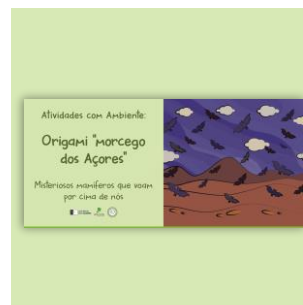 Atividades com Ambiente:
Origami "morcego
dos Açores"
Misteriosos mamíferos que voam
por cima de nós